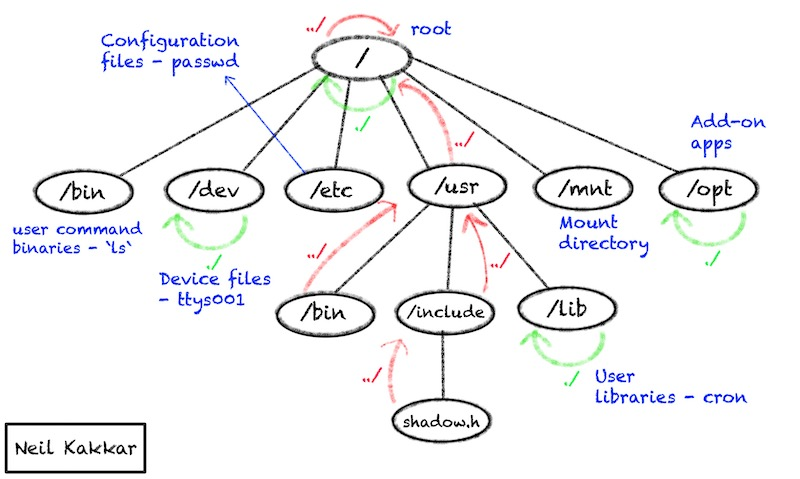 ../
root
Configuration
files - passwd
/
./
../
Add-on
apps
/bin
/dev
/etc
/usr
/mnt
/opt
user command
binaries - `ls`
./
Device files
- ttys001
../
../
Mount
directory
./
/bin
/include
/lib
../
./
User
libraries - cron
shadow.h
Neil Kakkar